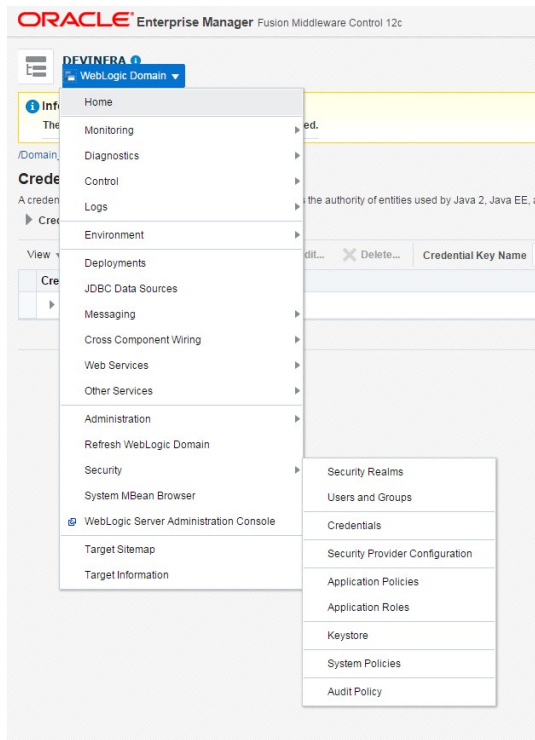 ORACLE Enterprise Manager Fusion Middleware Control 12c
DEVINERA
WebLogic Domain
Home
Monitoring
Diagnostics
Control
Logs
Environment
Deployments
JDBC Data Sources
Messaging
Cross Component Wiring
Web Services
Other Services
Administration
Refresh WebLogic Domain
Security
System MBean Browser
WebLogic Server Administration Console
Target Sitemap
Target Information
Inf
The ed.
/Domain_
Crede
A creden the authority of entities used by Java 2, Java EE,
Cred
View dit... Delete... Credential Key Name
Cre
Security Realms
Users and Groups
Credentials
Security Provider Configuration
Application Policies
Application Roles
Keystore
System Policies
Audit Policy